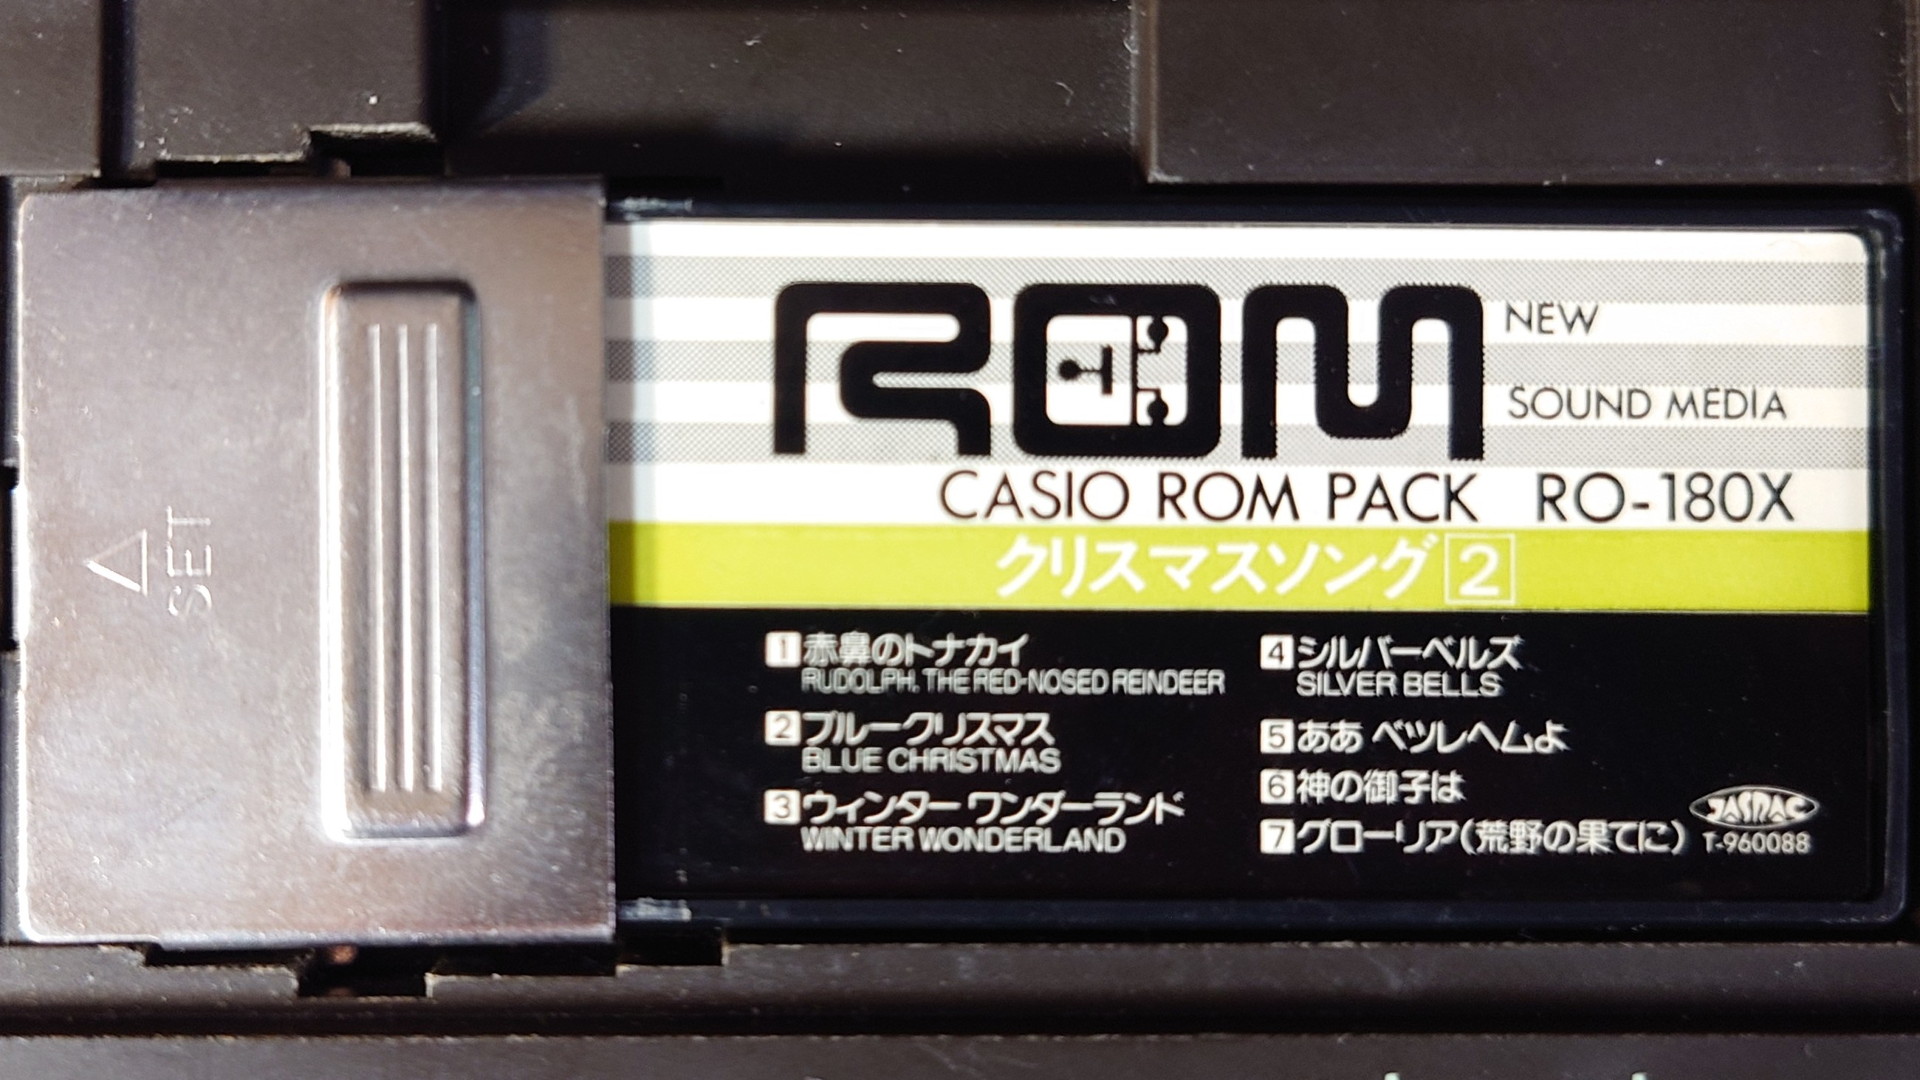 △
SET
ROM
NEW
SOUND MEDIA
CASIO ROM PACK RO-180X
クリスマスソング2
1 赤鼻のトナカイ
RUDOLPH, THE RED-NOSED REINDEER
2 ブルークリスマス
BLUE CHRISTMAS
3 ウィンター ワンダーランド
WINTER WONDERLAND
4 シルバーベルズ
SILVER BELLS
5 ああ ベツレヘムよ
6 神の御子は
7 グローリア(荒野の果てに)
JASRAC
T-960088